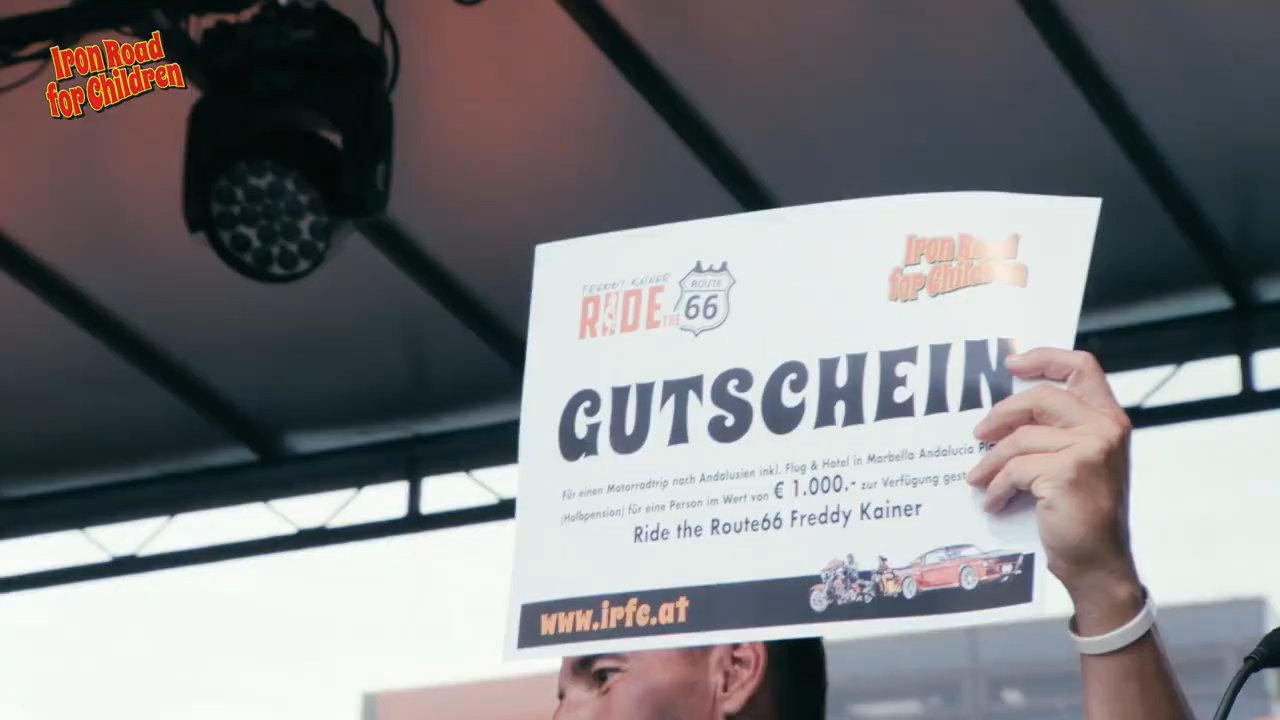 Iron Road
for Children
FREDDY KAINER
RIDE THE
ROUTE
66
Iron Road
for Children
GUTSCHEIN
Für einen Motorradtrip nach Andalusien inkl. Flug & Hotel in Marbella Andalucia
(Halbpension) für eine Person im Wert von € 1.000.- zur Verfügung gest
Ride the Route66 Freddy Kainer
www.irfc.at